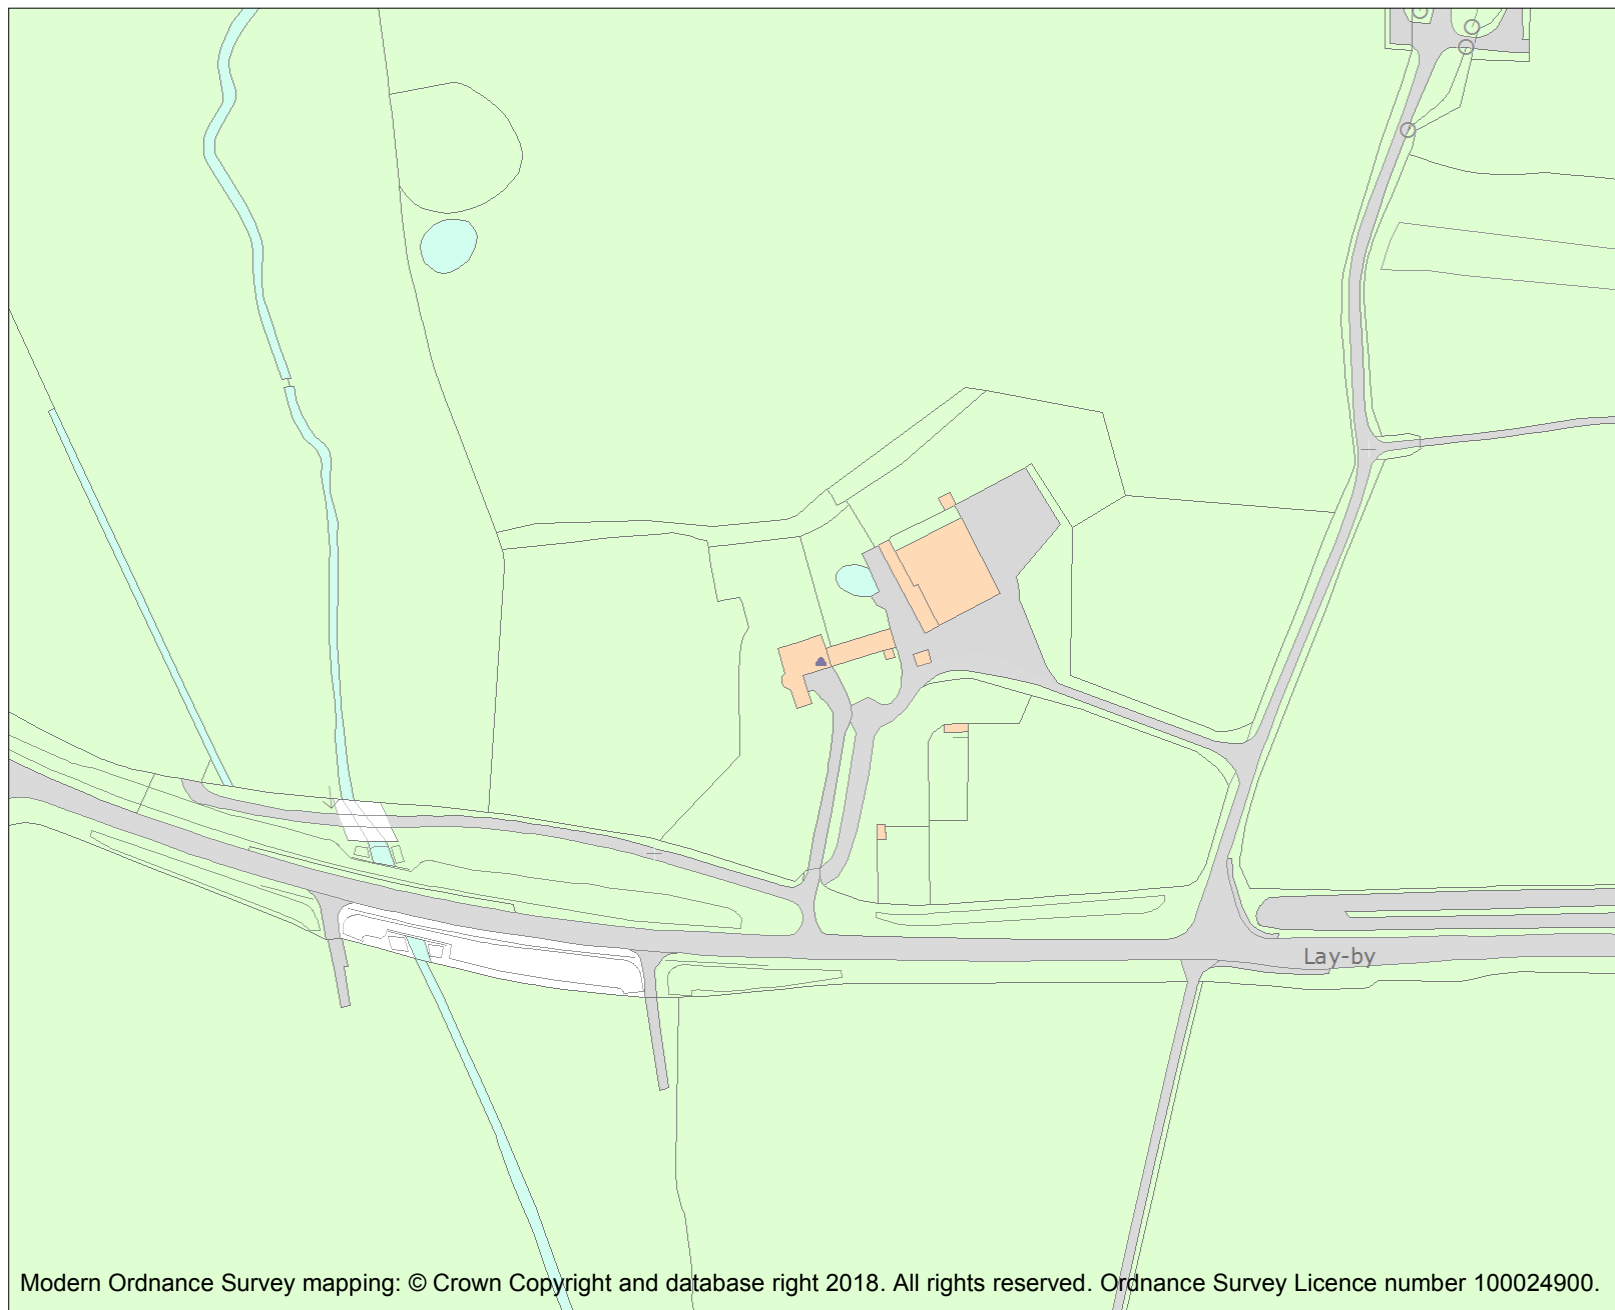 Lay-by
Modern Ordnance Survey mapping: © Crown Copyright and database right 2018. All rights reserved. Ordnance Survey Licence number 100024900.